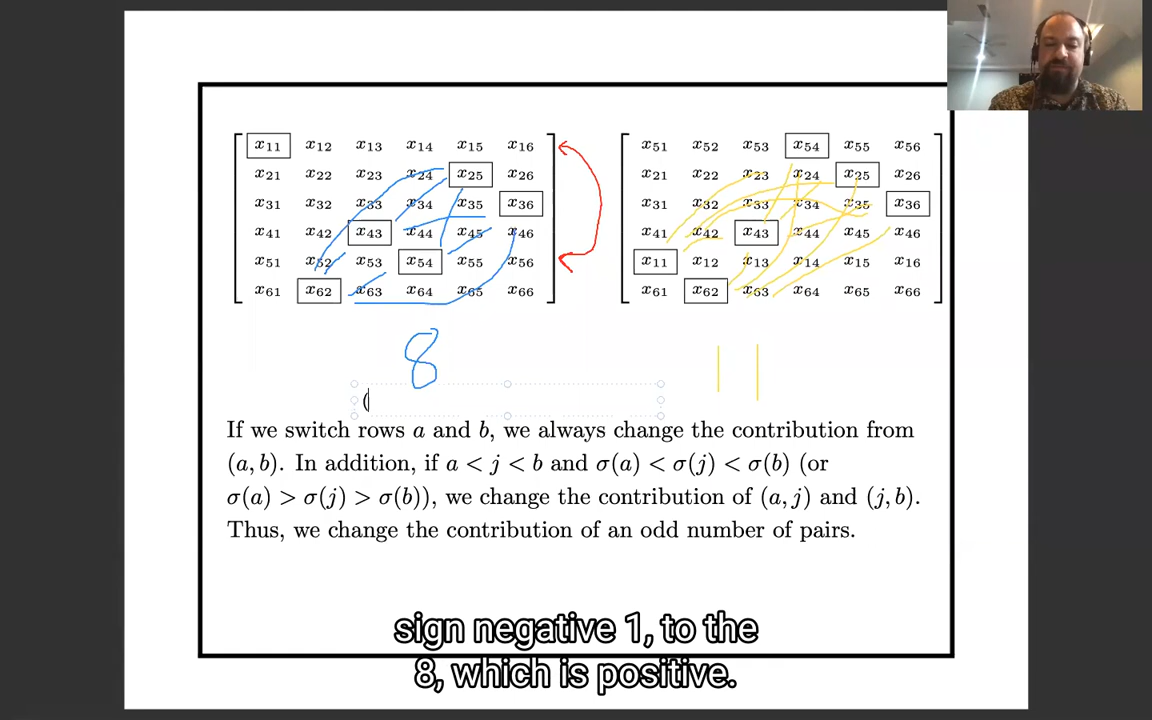 x11 x12 x13 x14 x15 x16
x21 x22 x23 x24 x25 x26
x31 x32 x33 x34 x35 x36
x41 x42 x43 x44 x45 x46
x51 x52 x53 x54 x55 x56
x61 x62 x63 x64 x65 x66
x51 x52 x53 x54 x55 x56
x21 x22 x23 x24 x25 x26
x31 x32 x33 x34 x35 x36
x41 x42 x43 x44 x45 x46
x11 x12 x13 x14 x15 x16
x61 x62 x63 x64 x65 x66
8
11
(
If we switch rows a and b, we always change the contribution from
(a, b). In addition, if a < j < b and σ(a) < σ(j) < σ(b) (or
σ(a) > σ(j) > σ(b)), we change the contribution of (a, j) and (j, b).
Thus, we change the contribution of an odd number of pairs.
sign negative 1, to the
8, which is positive.